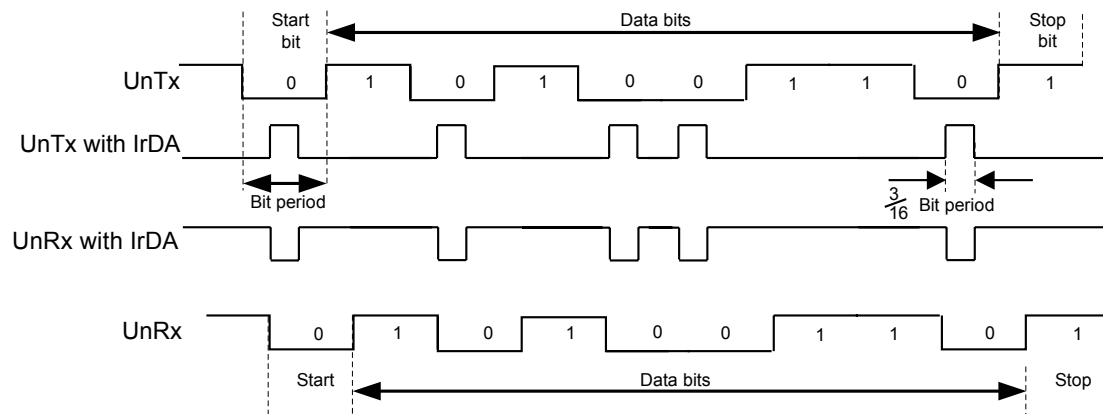 Start bit
Data bits
Stop bit
UnTx
0 1 0 1 0 0 1 1 0 1
UnTx with IrDA
Bit period
3/16 Bit period
UnRx with IrDA
UnRx
0 1 0 1 0 0 1 1 0 1
Start
Data bits
Stop